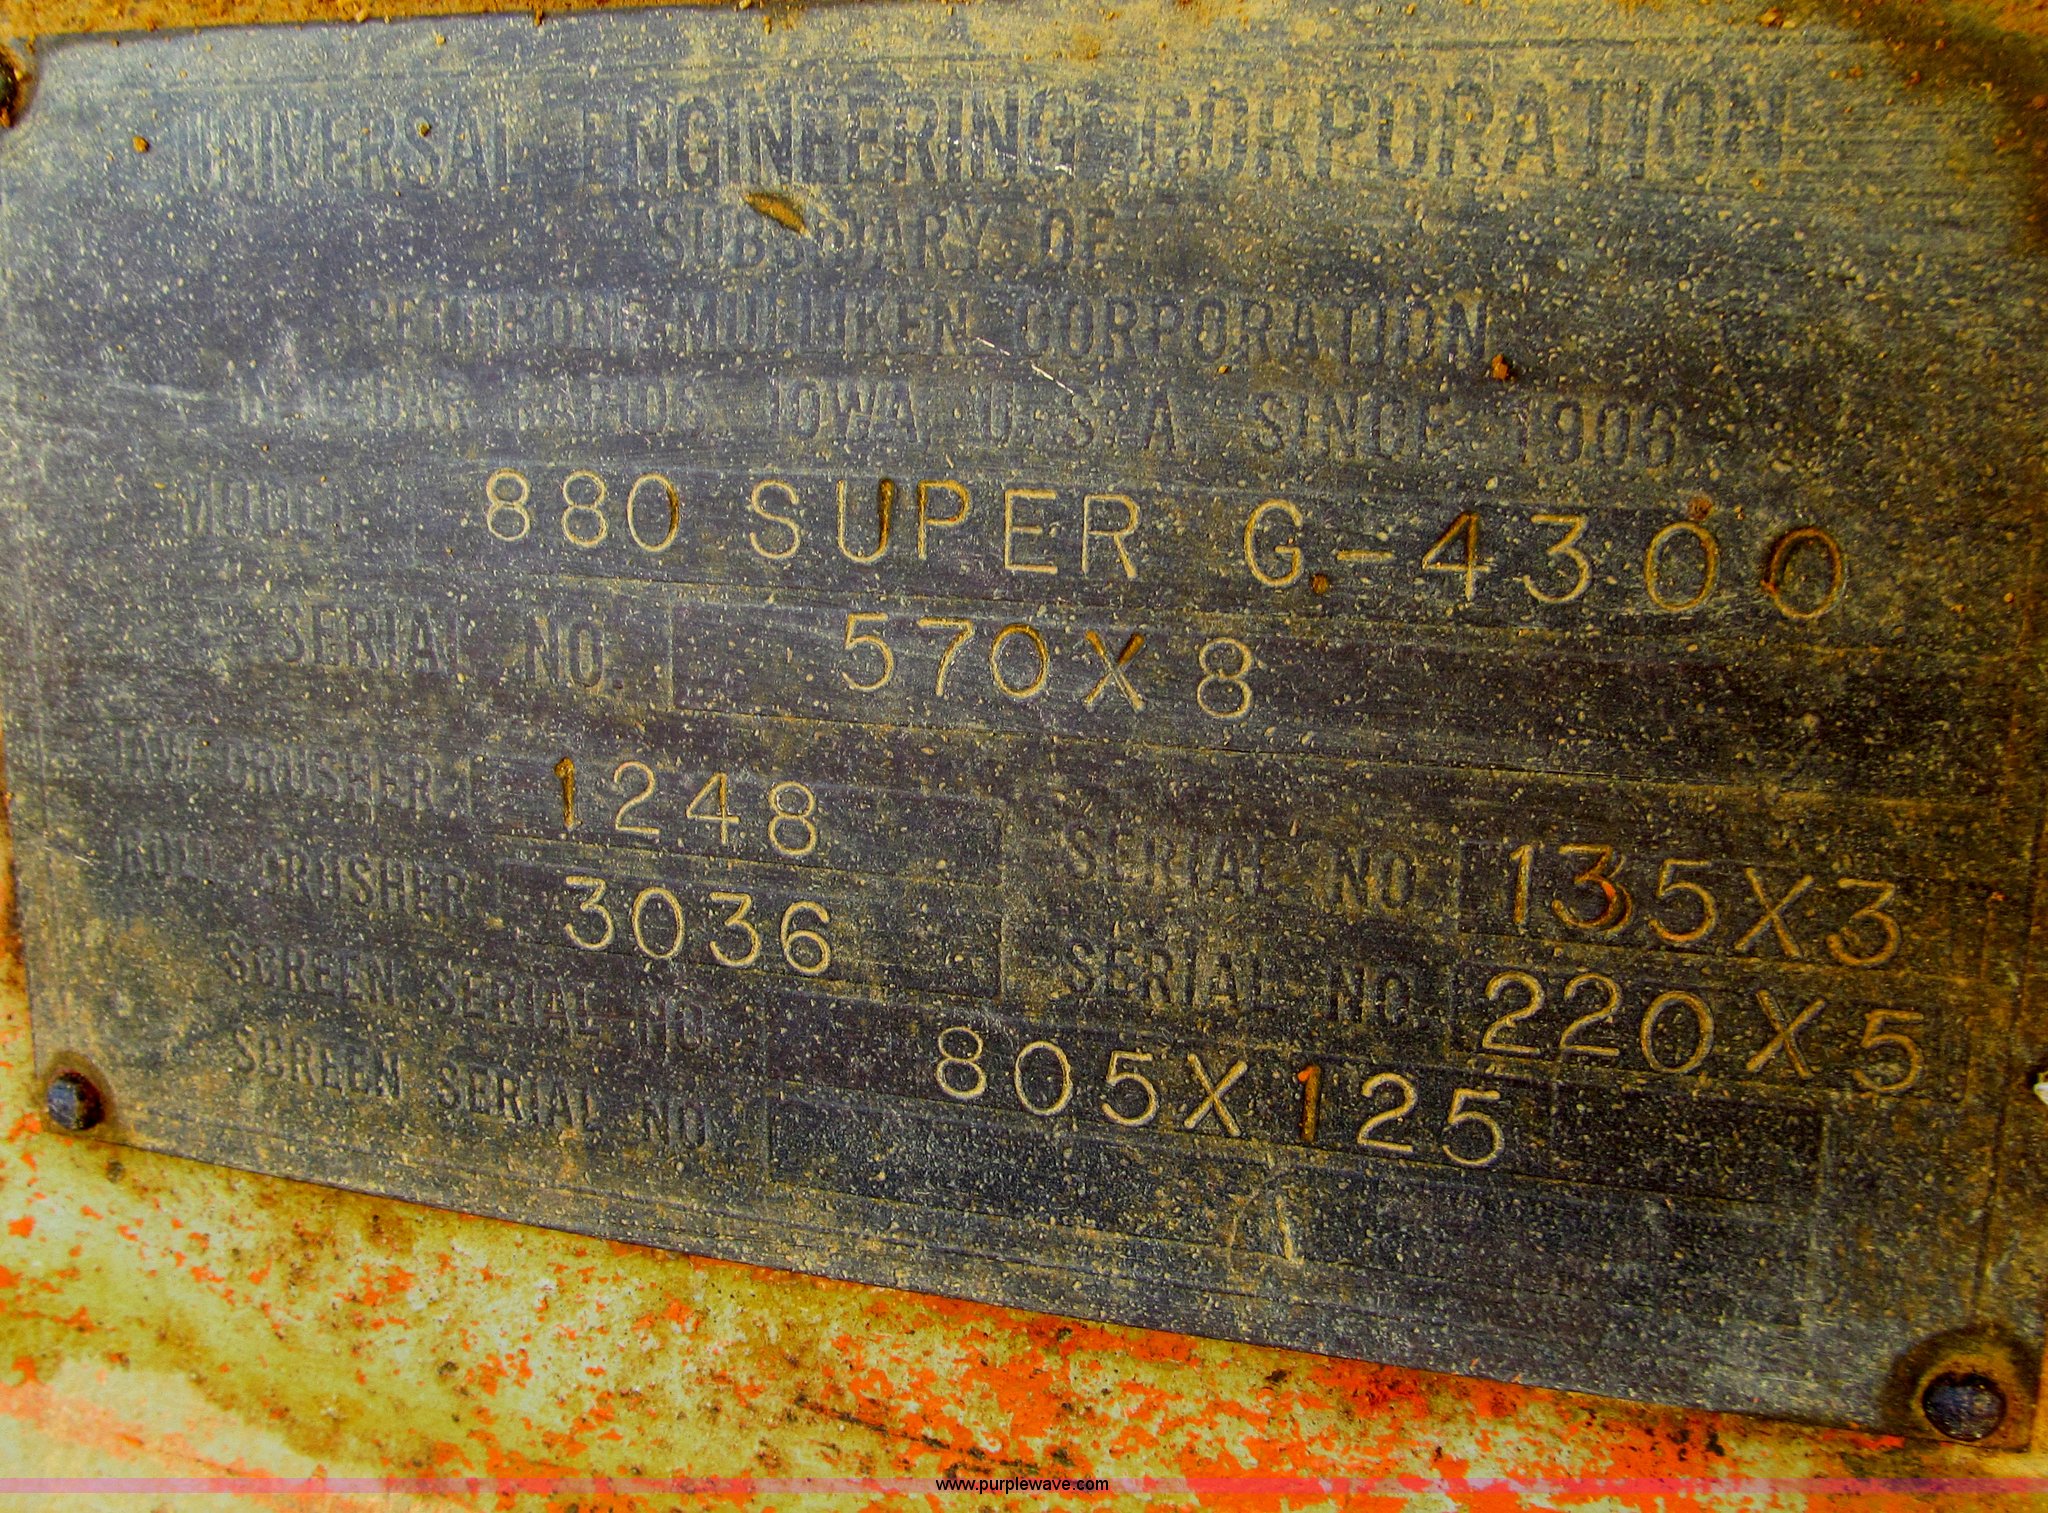 UNIVERSAL ENGINEERING CORPORATION
SUBSIDIARY OF
PETTIBONE MULLIKEN CORPORATION
CEDAR RAPIDS IOWA, U.S.A. SINCE 1906
MODEL 880 SUPER G-4300
SERIAL NO. 570X8
JAW CRUSHER 1248 SERIAL NO. 135X3
ROLL CRUSHER 3036 SERIAL NO. 220X5
SCREEN SERIAL NO. 805X125
SCREEN SERIAL NO.
www.purplewave.com